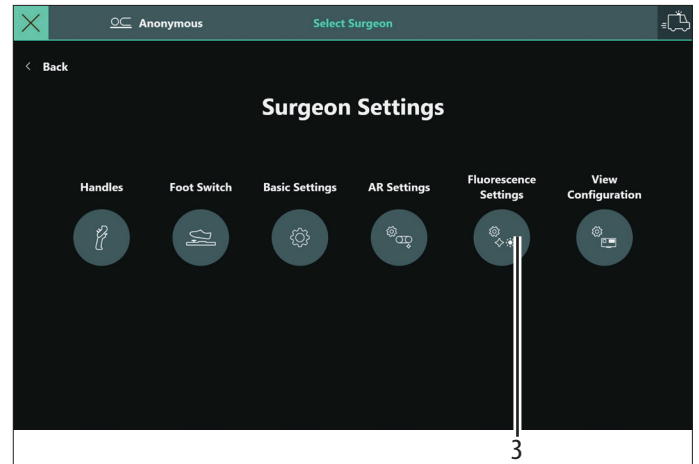 Anonymous
Select Surgeon
Back
Surgeon Settings
Handles
Foot Switch
Basic Settings
AR Settings
Fluorescence
Settings
View
Configuration
3